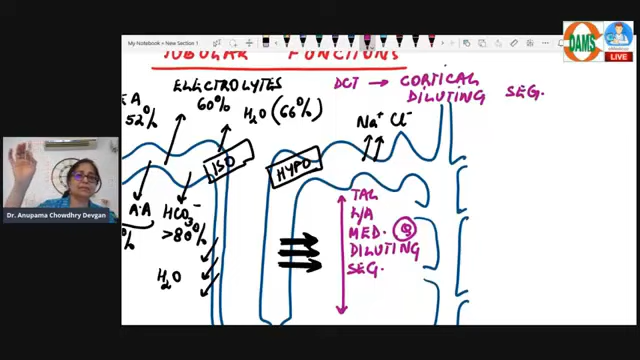 My Notebook > New Section 1
TUBULAR FUNCTIONS
DAMS
LIVE
ELECTROLYTES
60%
H2O (66%)
DCT → CORTICAL
DILUTING SEG.
EA
52%
Na+ Cl-
ISO
HYPO
A·A
HCO3-
>80%
%
H2O
TAL
MED.
DILUTING
SEG.
Dr. Anupama Chowdhry Devgan